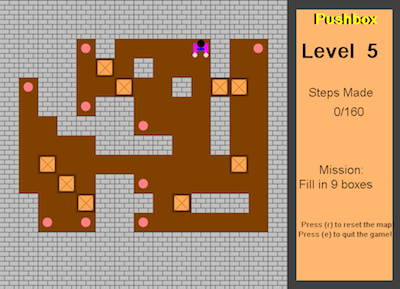 Pushbox
Level 5
Steps Made
0/160
Mission:
Fill in 9 boxes
Press (r) to reset the map!
Press (e) to quit the game!